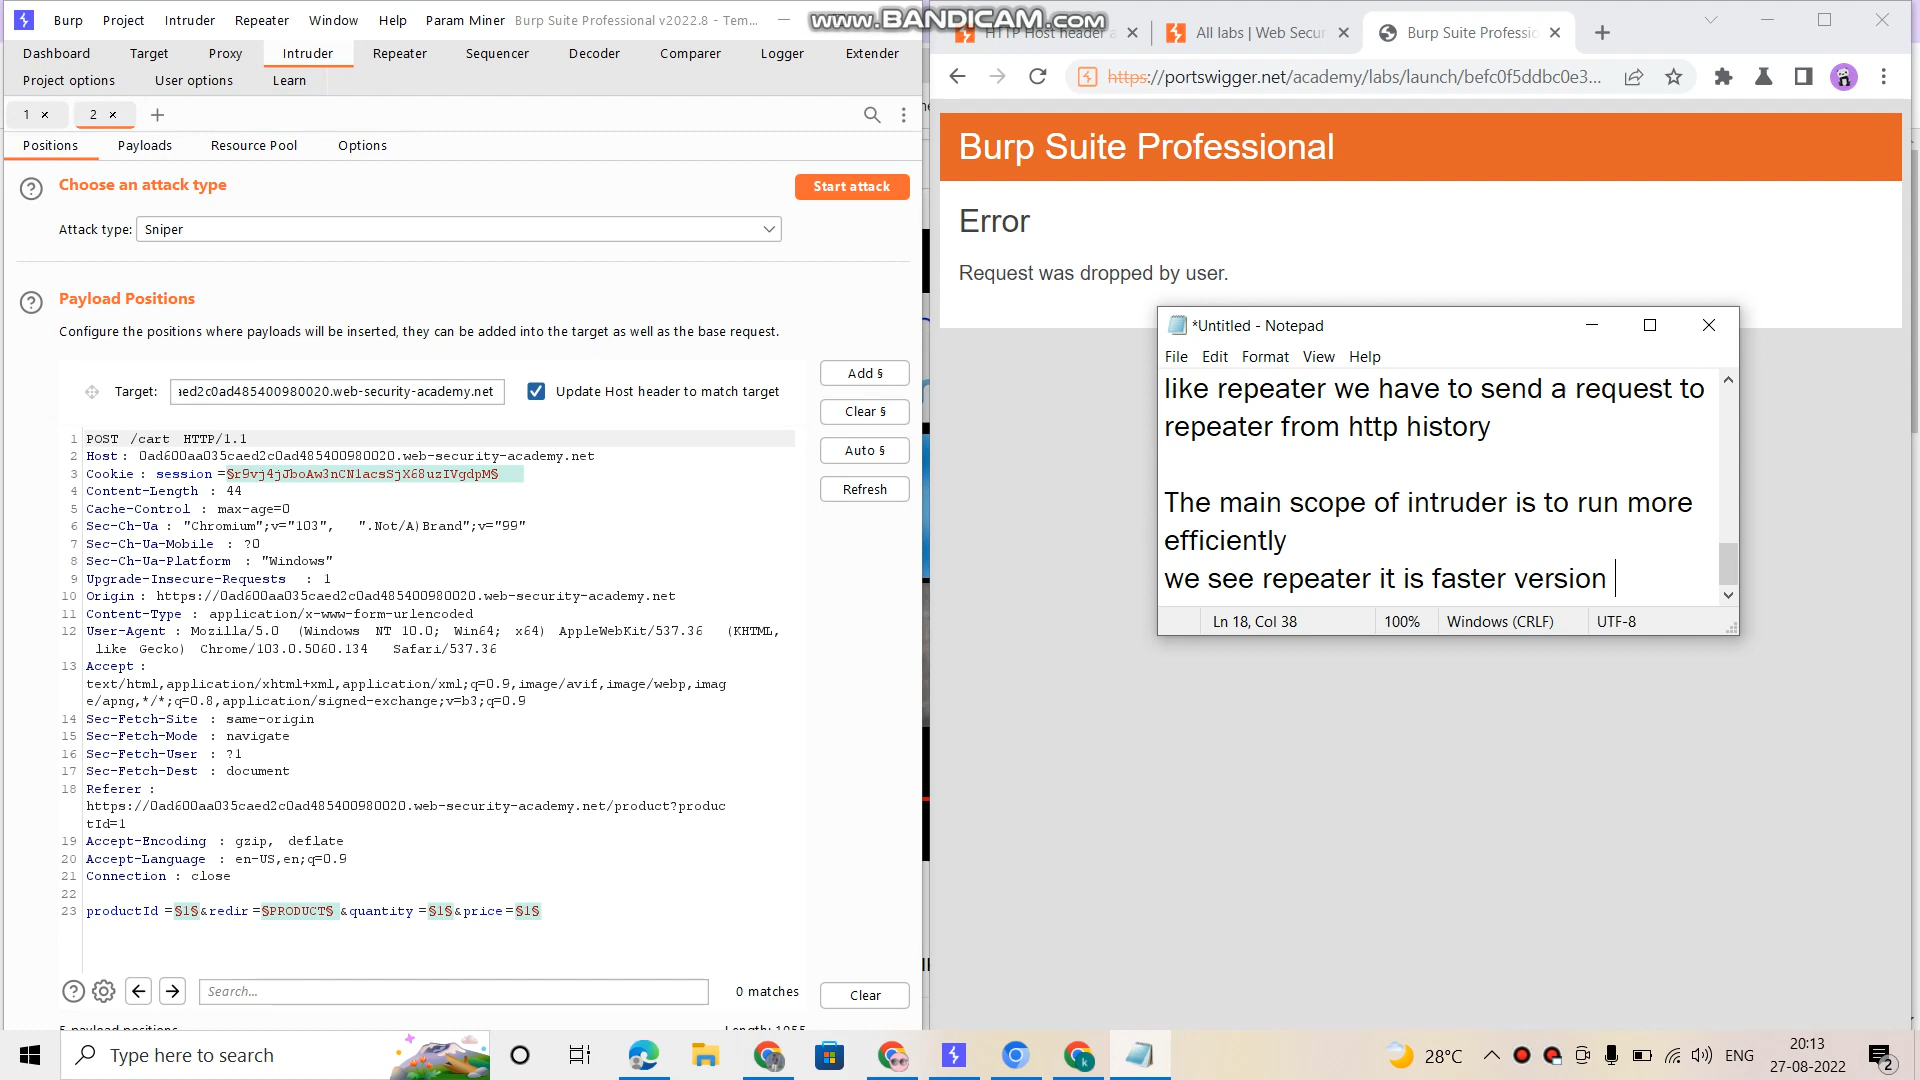 Burp Project Intruder Repeater Window Help Param Miner Burp Suite Professional v2022.8 - Tem...
www.BANDICAM.com
Dashboard Target Proxy Intruder Repeater Sequencer Decoder Comparer Logger Extender
Project options User options Learn
1 × 2 × +
Positions Payloads Resource Pool Options
Choose an attack type
Start attack
Attack type: Sniper
Payload Positions
Configure the positions where payloads will be inserted, they can be added into the target as well as the base request.
Target: aed2c0ad485400980020.web-security-academy.net Update Host header to match target
Add §
Clear §
Auto §
Refresh
1 POST /cart HTTP/1.1
2 Host: 0ad600aa035caed2c0ad485400980020.web-security-academy.net
3 Cookie: session=§r9vj4jJboAw3nCN1acsSjX68uzIVgdpM§
4 Content-Length: 44
5 Cache-Control: max-age=0
6 Sec-Ch-Ua: "Chromium";v="103", ".Not/A)Brand";v="99"
7 Sec-Ch-Ua-Mobile: ?0
8 Sec-Ch-Ua-Platform: "Windows"
9 Upgrade-Insecure-Requests: 1
10 Origin: https://0ad600aa035caed2c0ad485400980020.web-security-academy.net
11 Content-Type: application/x-www-form-urlencoded
12 User-Agent: Mozilla/5.0 (Windows NT 10.0; Win64; x64) AppleWebKit/537.36 (KHTML,
like Gecko) Chrome/103.0.5060.134 Safari/537.36
13 Accept:
text/html,application/xhtml+xml,application/xml;q=0.9,image/avif,image/webp,imag
e/apng,*/*;q=0.8,application/signed-exchange;v=b3;q=0.9
14 Sec-Fetch-Site: same-origin
15 Sec-Fetch-Mode: navigate
16 Sec-Fetch-User: ?1
17 Sec-Fetch-Dest: document
18 Referer:
https://0ad600aa035caed2c0ad485400980020.web-security-academy.net/product?produc
tId=1
19 Accept-Encoding: gzip, deflate
20 Accept-Language: en-US,en;q=0.9
21 Connection: close
22
23 productId=§1§&redir=§PRODUCT§&quantity=§1§&price=§1§
Search... 0 matches
Clear
5 payload positions Length: 1055
HTTP Host header a × All labs | Web Secur × Burp Suite Professio × +
https://portswigger.net/academy/labs/launch/befc0f5ddbc0e3...
Burp Suite Professional
Error
Request was dropped by user.
*Untitled - Notepad
File Edit Format View Help
like repeater we have to send a request to
repeater from http history
The main scope of intruder is to run more
efficiently
we see repeater it is faster version
Ln 18, Col 38 100% Windows (CRLF) UTF-8
Type here to search
28°C
ENG
20:13
27-08-2022
2